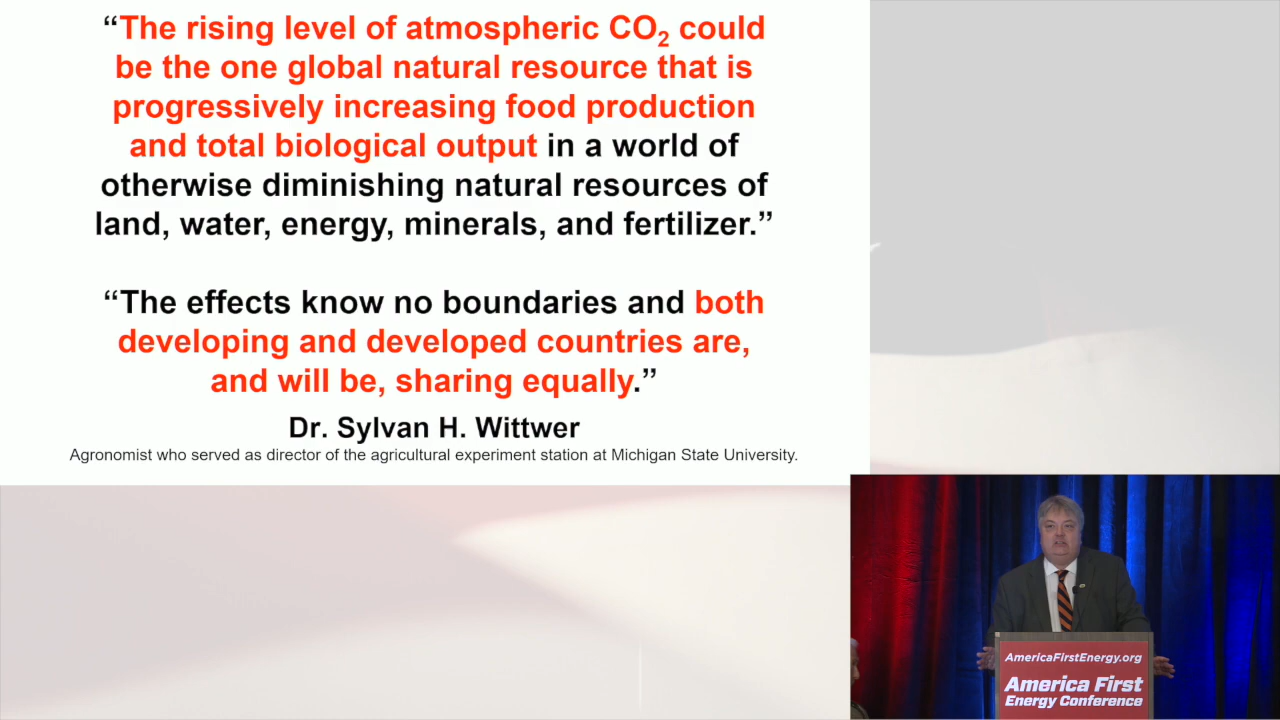 “The rising level of atmospheric CO₂ could
be the one global natural resource that is
progressively increasing food production
and total biological output in a world of
otherwise diminishing natural resources of
land, water, energy, minerals, and fertilizer.”
“The effects know no boundaries and both
developing and developed countries are,
and will be, sharing equally.”
Dr. Sylvan H. Wittwer
Agronomist who served as director of the agricultural experiment station at Michigan State University.
AmericaFirstEnergy.org
America First
Energy Conference